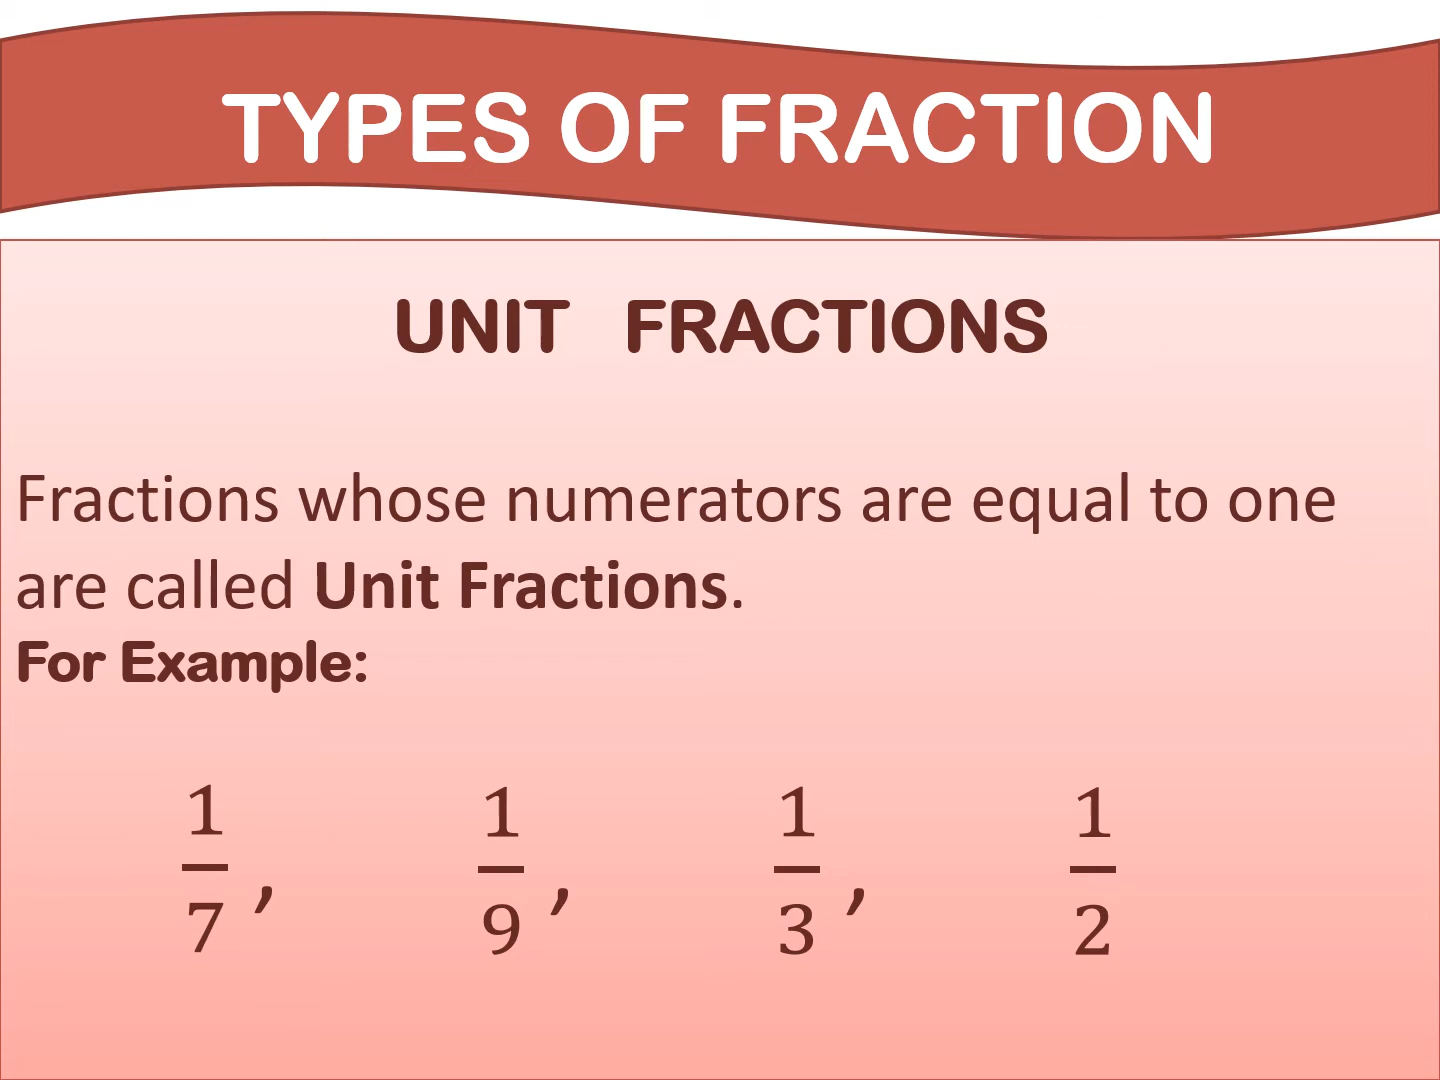 TYPES OF FRACTION
UNIT FRACTIONS
Fractions whose numerators are equal to one
are called Unit Fractions.
For Example:
1/7 , 1/9 , 1/3 , 1/2